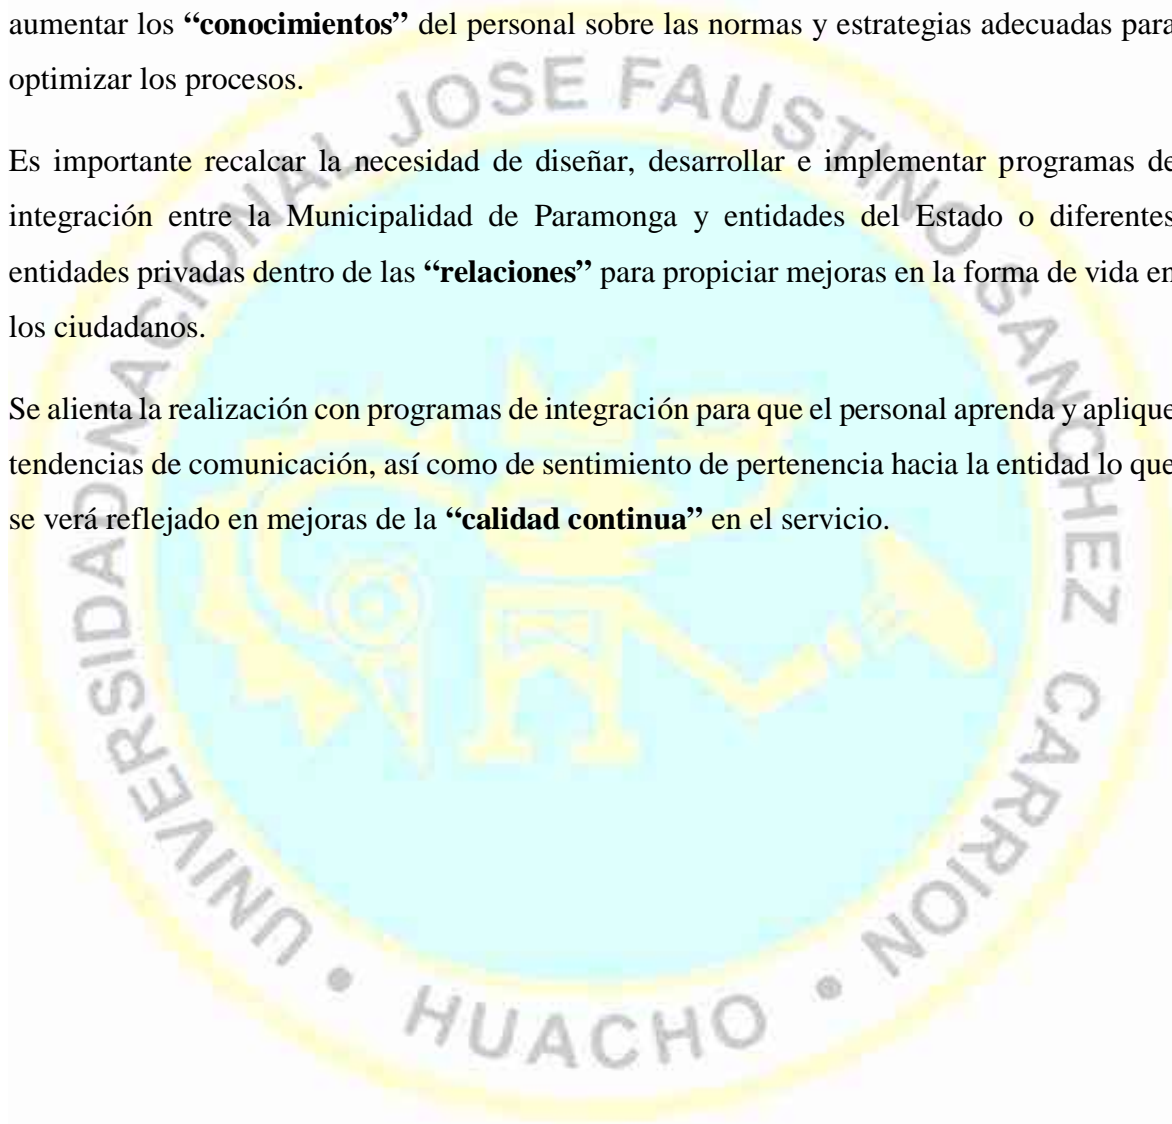 aumentar los “conocimientos” del personal sobre las normas y estrategias adecuadas para
optimizar los procesos.
Es importante recalcar la necesidad de diseñar, desarrollar e implementar programas de
integración entre la Municipalidad de Paramonga y entidades del Estado o diferentes
entidades privadas dentro de las “relaciones” para propiciar mejoras en la forma de vida en
los ciudadanos.
Se alienta la realización con programas de integración para que el personal aprenda y aplique
tendencias de comunicación, así como de sentimiento de pertenencia hacia la entidad lo que
se verá reflejado en mejoras de la “calidad continua” en el servicio.
UNIVERSIDAD NACIONAL JOSE FAUSTINO SANCHEZ CARRION
• HUACHO •